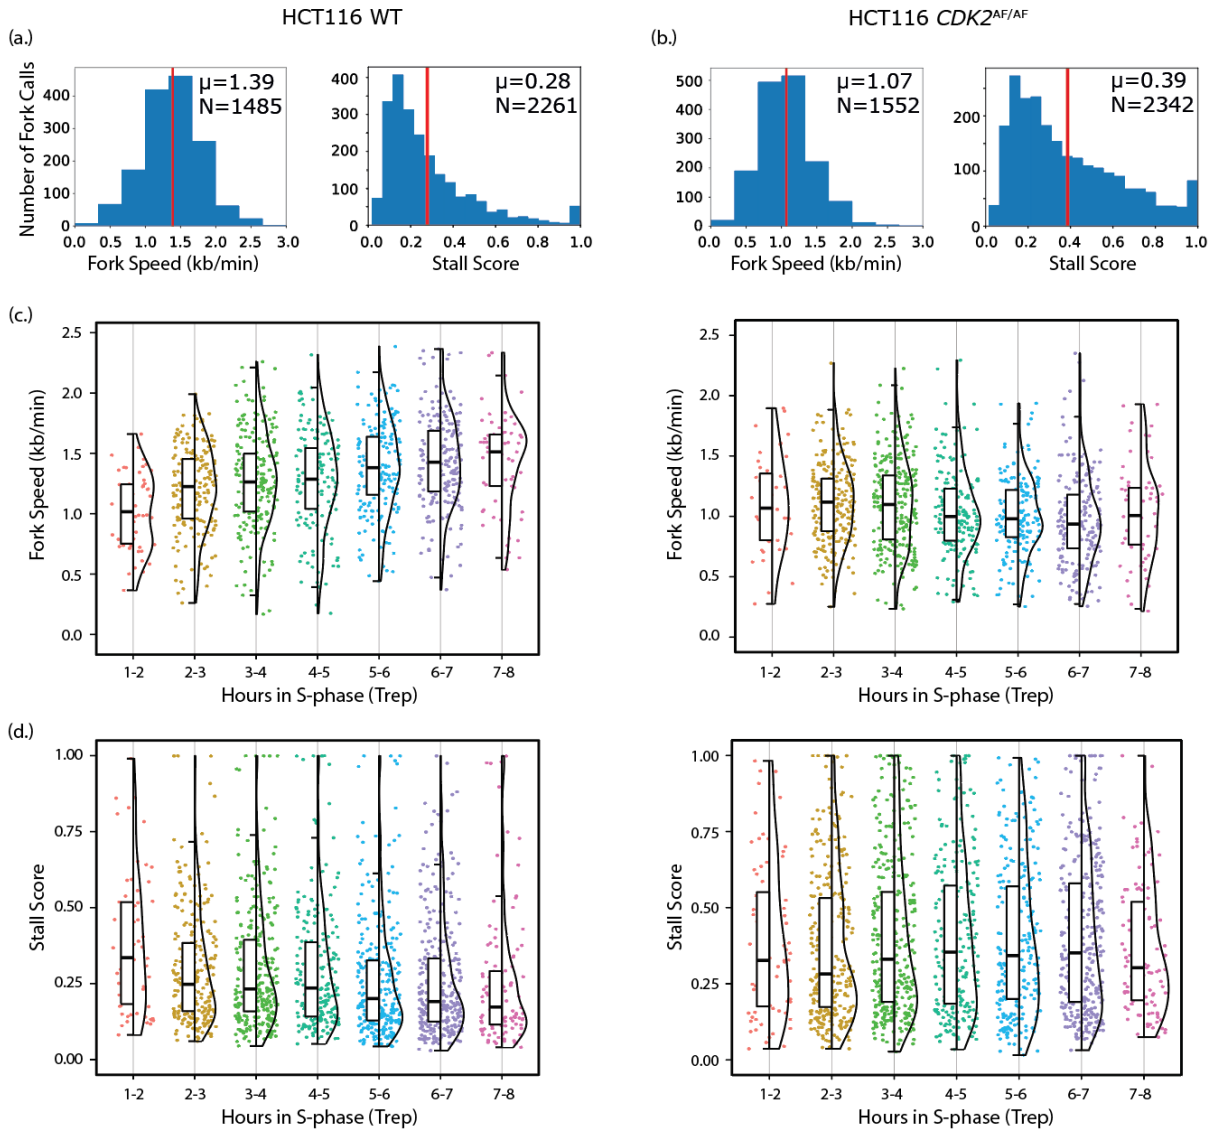 HCT116 WT
HCT116 CDK2AF/AF
(a.)
Number of Fork Calls
400
300
200
100
0
μ=1.39
N=1485
0.0 0.5 1.0 1.5 2.0 2.5 3.0
Fork Speed (kb/min)
400
300
200
100
0
μ=0.28
N=2261
0.0 0.2 0.4 0.6 0.8 1.0
Stall Score
(b.)
500
400
300
200
100
0
μ=1.07
N=1552
0.0 0.5 1.0 1.5 2.0 2.5 3.0
Fork Speed (kb/min)
200
100
0
μ=0.39
N=2342
0.0 0.2 0.4 0.6 0.8 1.0
Stall Score
(c.)
Fork Speed (kb/min)
2.5
2.0
1.5
1.0
0.5
0.0
1-2 2-3 3-4 4-5 5-6 6-7 7-8
Hours in S-phase (Trep)
Fork Speed (kb/min)
2.5
2.0
1.5
1.0
0.5
0.0
1-2 2-3 3-4 4-5 5-6 6-7 7-8
Hours in S-phase (Trep)
(d.)
Stall Score
1.00
0.75
0.50
0.25
0.00
1-2 2-3 3-4 4-5 5-6 6-7 7-8
Hours in S-phase (Trep)
Stall Score
1.00
0.75
0.50
0.25
0.00
1-2 2-3 3-4 4-5 5-6 6-7 7-8
Hours in S-phase (Trep)